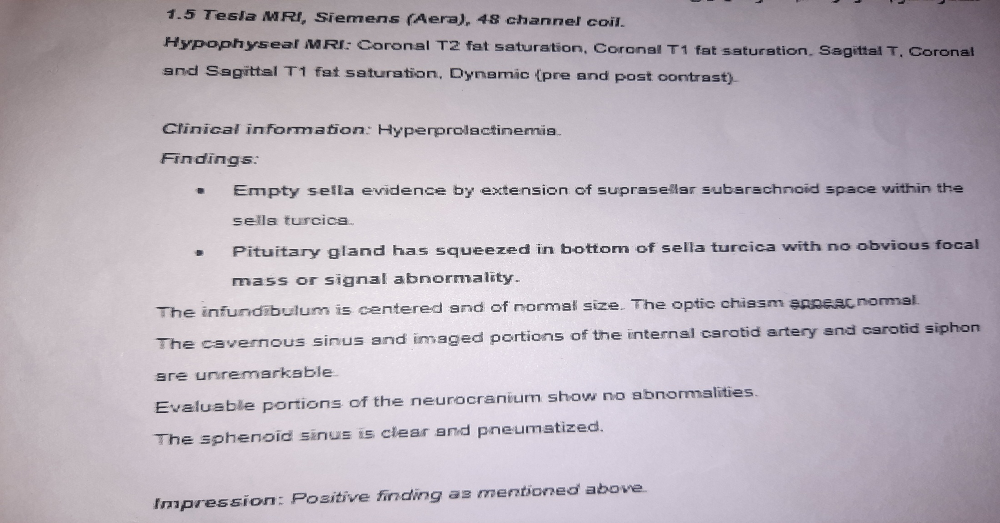 1.5 Tesla MRI, Siemens (Aera), 48 channel coil.
Hypophyseal MRI: Coronal T2 fat saturation, Coronal T1 fat saturation, Sagittal T, Coronal
and Sagittal T1 fat saturation, Dynamic (pre and post contrast).
Clinical information: Hyperprolactinemia.
Findings:
• Empty sella evidence by extension of suprasellar subarachnoid space within the
sella turcica.
• Pituitary gland has squeezed in bottom of sella turcica with no obvious focal
mass or signal abnormality.
The infundibulum is centered and of normal size. The optic chiasm appear normal.
The cavernous sinus and imaged portions of the internal carotid artery and carotid siphon
are unremarkable.
Evaluable portions of the neurocranium show no abnormalities.
The sphenoid sinus is clear and pneumatized.
Impression: Positive finding as mentioned above.